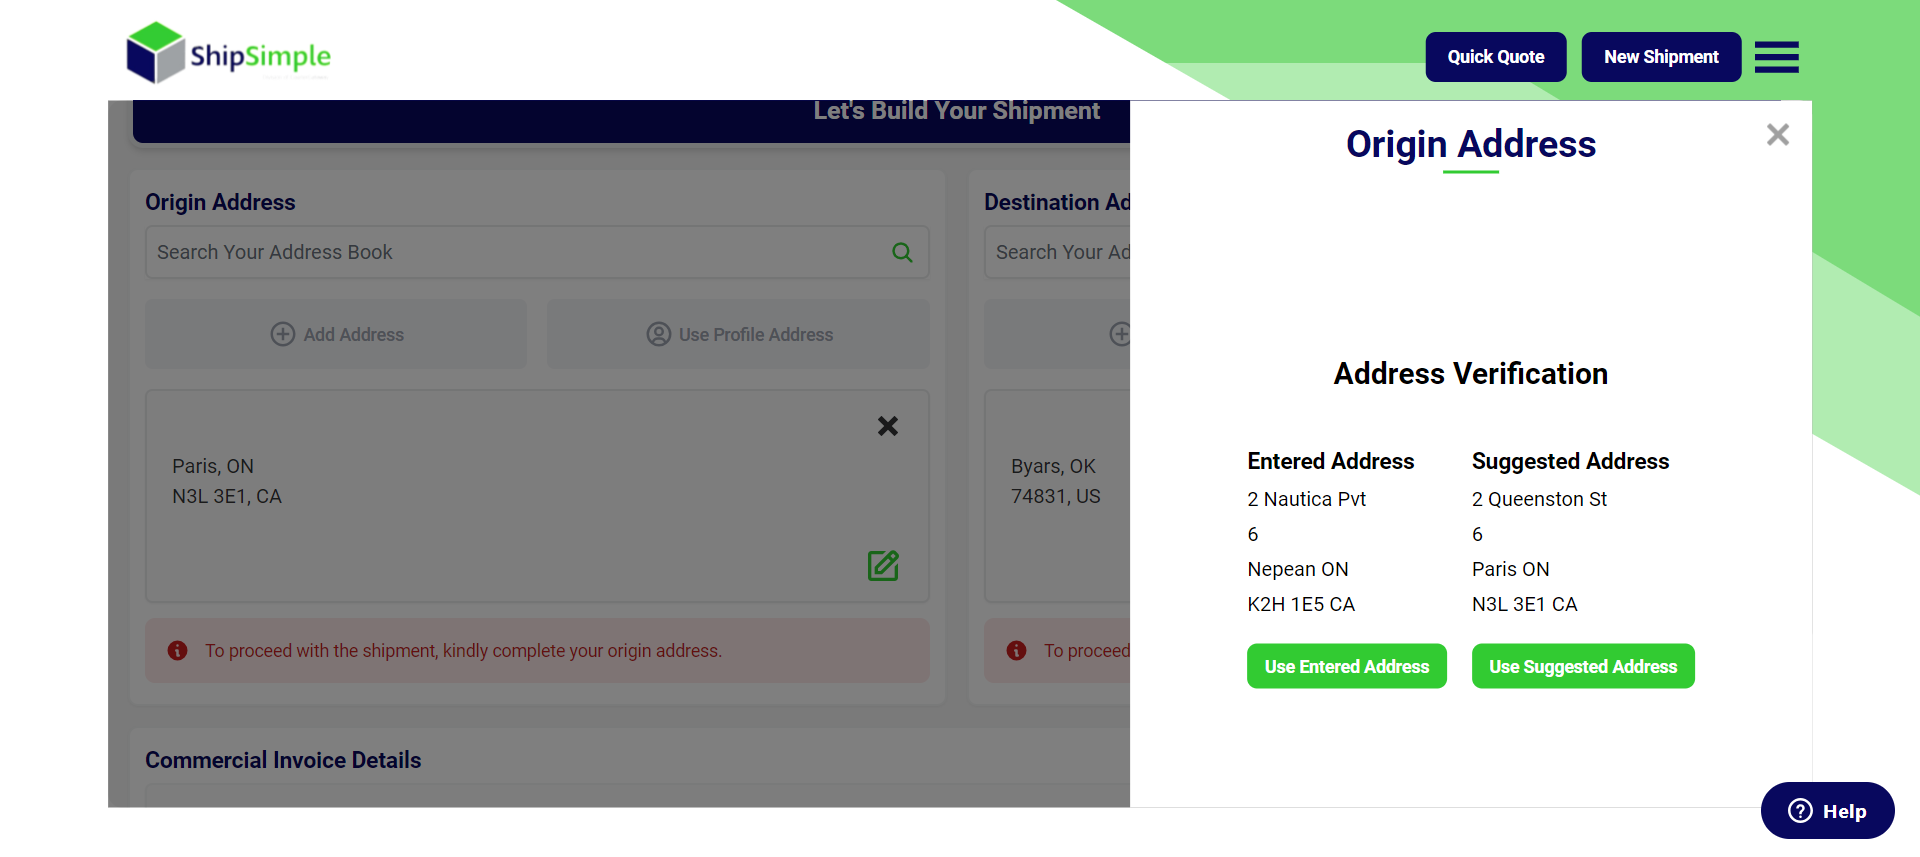 ShipSimple
Quick Quote
New Shipment
Let's Build Your Shipment
Origin Address
Search Your Address Book
Add Address
Use Profile Address
Paris, ON
N3L 3E1, CA
To proceed with the shipment, kindly complete your origin address.
Destination Ad
Search Your Ad
Byars, OK
74831, US
To proceed
Commercial Invoice Details
Origin Address
Address Verification
Entered Address
2 Nautica Pvt
6
Nepean ON
K2H 1E5 CA
Use Entered Address
Suggested Address
2 Queenston St
6
Paris ON
N3L 3E1 CA
Use Suggested Address
Help